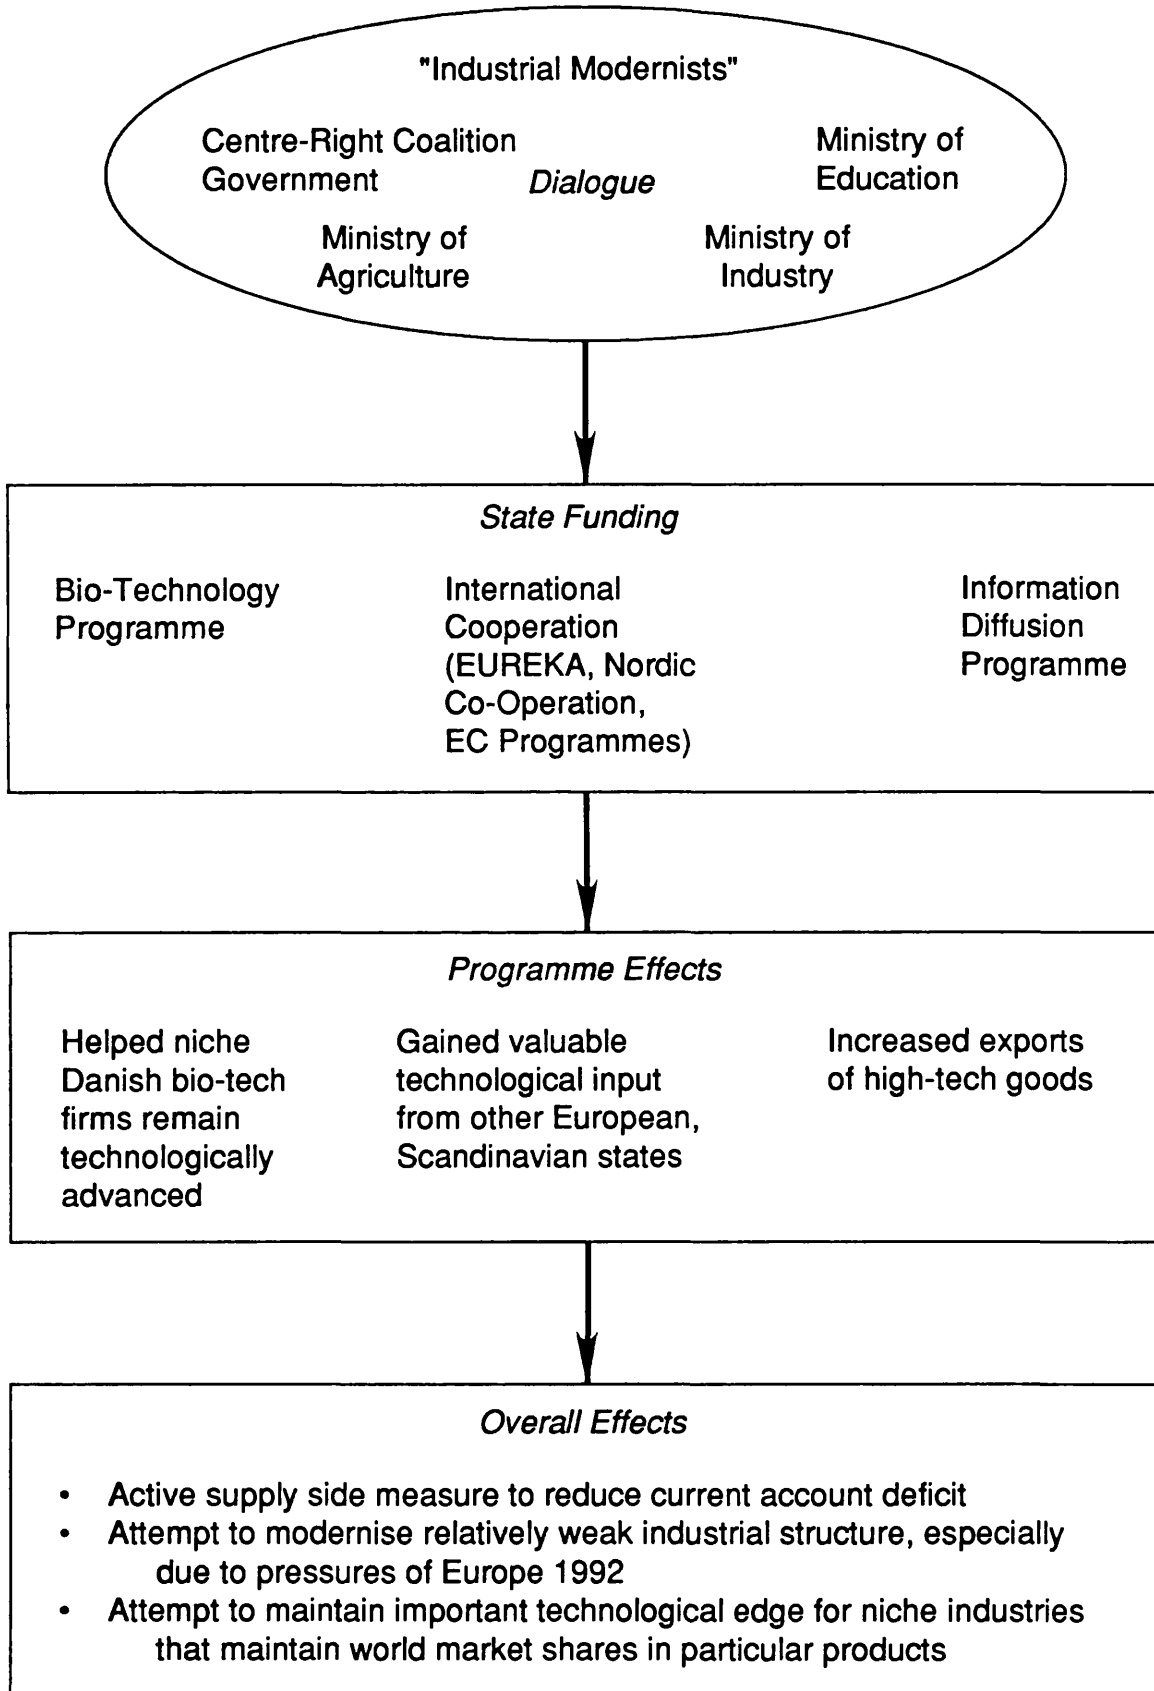 "Industrial Modernists"
Centre-Right Coalition
Government
Dialogue
Ministry of
Education
Ministry of
Agriculture
Ministry of
Industry
State Funding
Bio-Technology
Programme
International
Cooperation
(EUREKA, Nordic
Co-Operation,
EC Programmes)
Information
Diffusion
Programme
Programme Effects
Helped niche
Danish bio-tech
firms remain
technologically
advanced
Gained valuable
technological input
from other European,
Scandinavian states
Increased exports
of high-tech goods
Overall Effects
• Active supply side measure to reduce current account deficit
• Attempt to modernise relatively weak industrial structure, especially
due to pressures of Europe 1992
• Attempt to maintain important technological edge for niche industries
that maintain world market shares in particular products